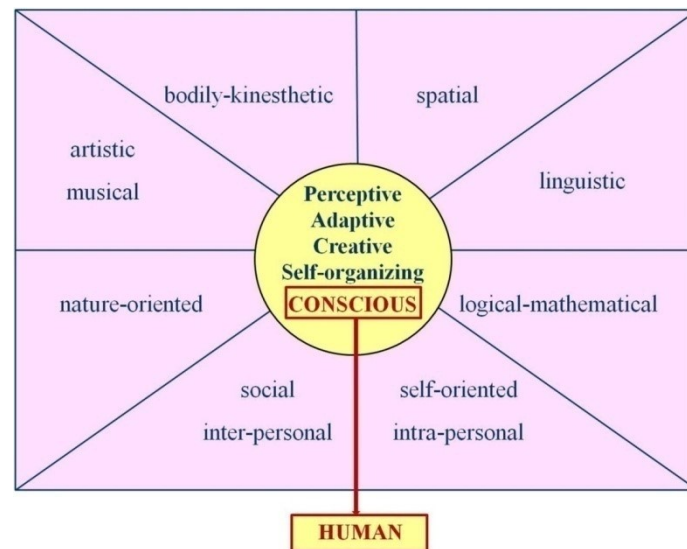 bodily-kinesthetic
spatial
artistic
musical
linguistic
Perceptive
Adaptive
Creative
Self-organizing
CONSCIOUS
nature-oriented
logical-mathematical
social
inter-personal
self-oriented
intra-personal
HUMAN